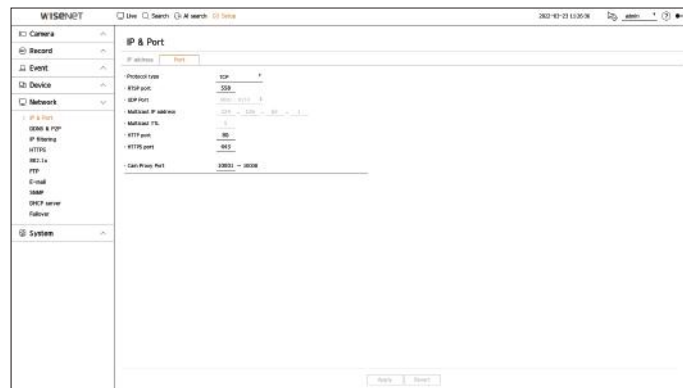 WISENET
Live Search AI search Setup
2022-03-23 11:26:36 admin
Camera
Record
Event
Device
Network
IP & Port
DDNS & P2P
IP filtering
HTTPS
802.1x
FTP
E-mail
SNMP
DHCP server
Failover
System
IP & Port
IP address Port
Protocol type TCP
RTSP port 558
UDP Port
Multicast IP address
Multicast TTL
HTTP port 80
HTTPS port 443
Cam Proxy Port 10001 ~
Apply Revert